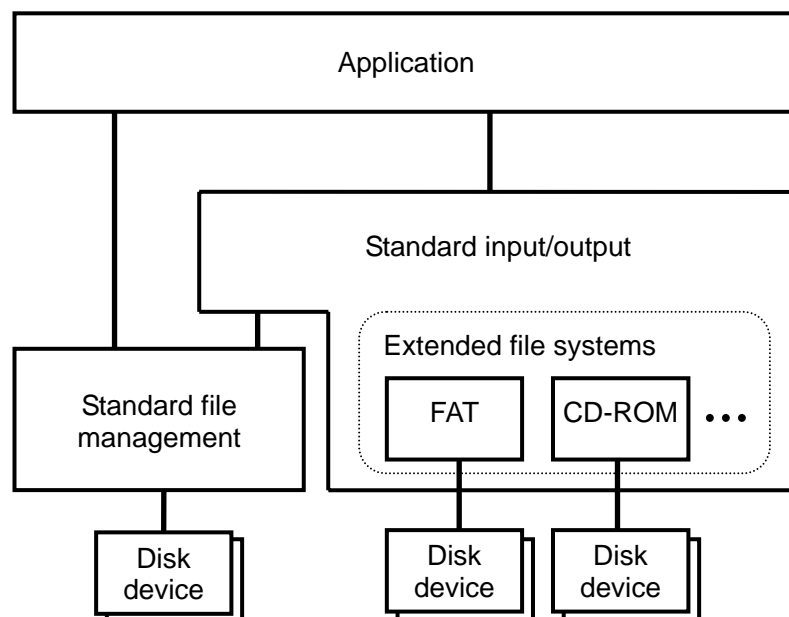 Application
Standard input/output
Extended file systems
Standard file
management
FAT
CD-ROM
Disk
device
Disk
device
Disk
device